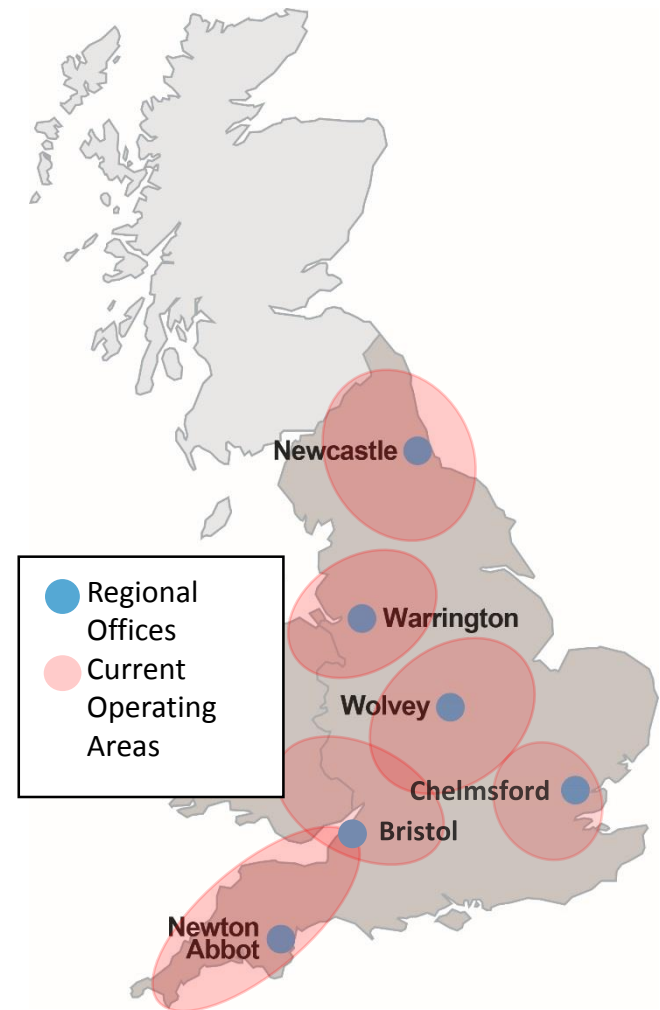 Newcastle
Regional
Offices
Current
Operating
Areas
Warrington
Wolvey
Chelmsford
Bristol
Newton
Abbot